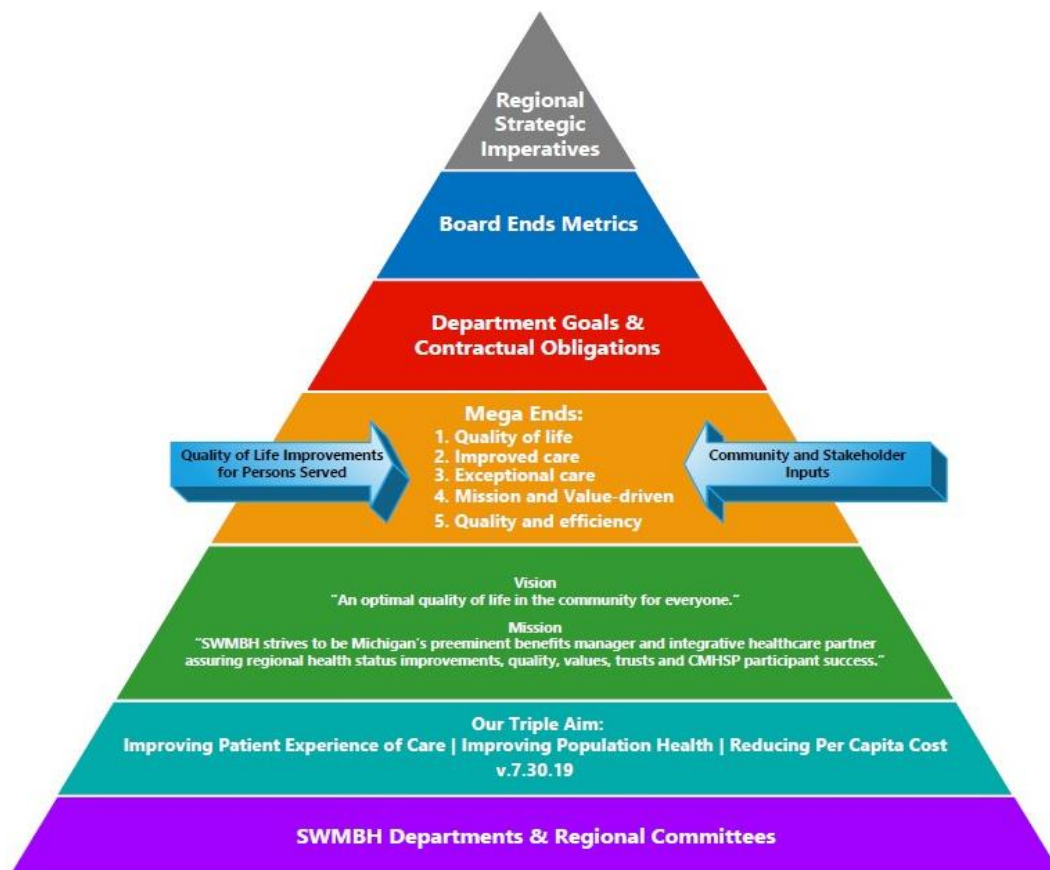 Regional
Strategic
Imperatives
Board Ends Metrics
Department Goals &
Contractual Obligations
Mega Ends:
1. Quality of life
2. Improved care
3. Exceptional care
4. Mission and Value-driven
5. Quality and efficiency
Quality of Life Improvements
for Persons Served
Community and Stakeholder
Inputs
Vision
"An optimal quality of life in the community for everyone."
Mission
"SWMBH strives to be Michigan's preeminent benefits manager and integrative healthcare partner
assuring regional health status improvements, quality, values, trusts and CMHSP participant success."
Our Triple Aim:
Improving Patient Experience of Care | Improving Population Health | Reducing Per Capita Cost
v.7.30.19
SWMBH Departments & Regional Committees